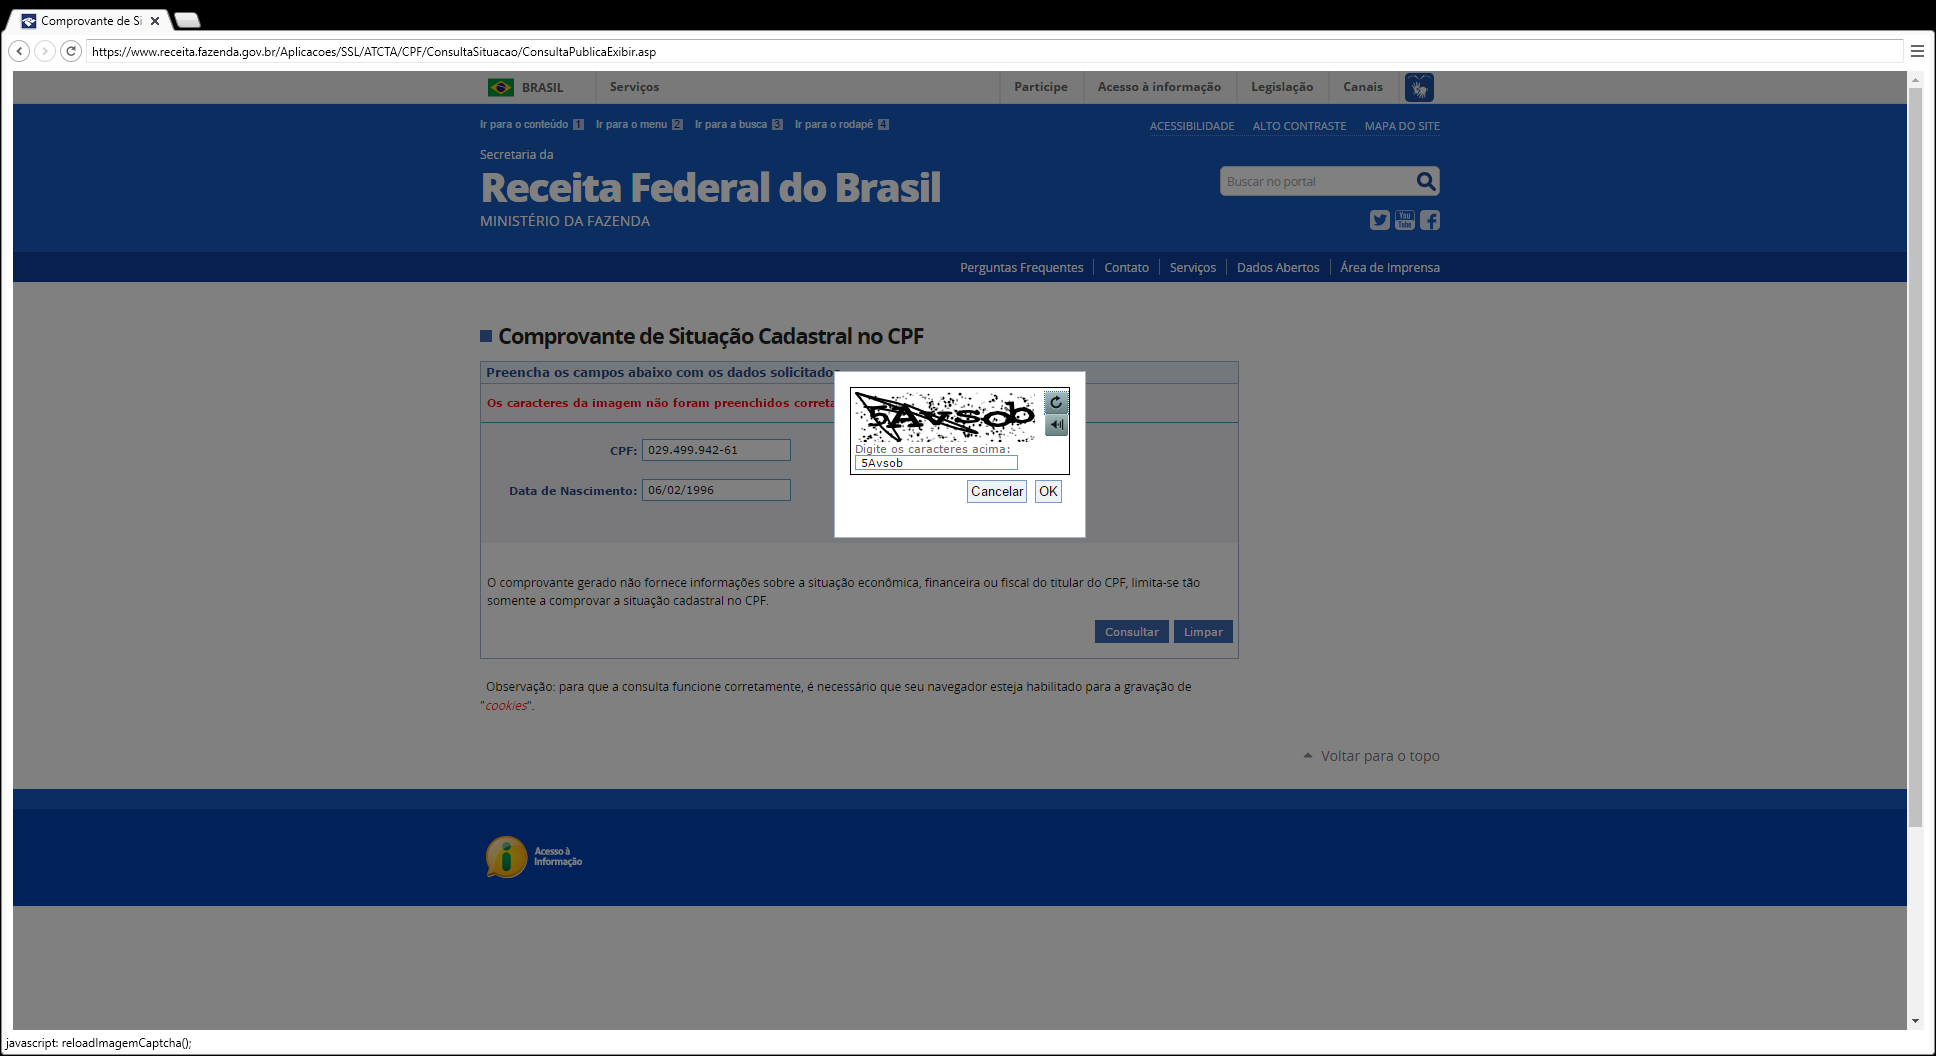 Comprovante de Si
https://www.receita.fazenda.gov.br/Aplicacoes/SSL/ATCTA/CPF/ConsultaSituacao/ConsultaPublicaExibir.asp
BRASIL Serviços Participe Acesso à informação Legislação Canais
Ir para o conteúdo 1 Ir para o menu 2 Ir para a busca 3 Ir para o rodapé 4
ACESSIBILIDADE ALTO CONTRASTE MAPA DO SITE
Secretaria da
Receita Federal do Brasil
MINISTÉRIO DA FAZENDA
Buscar no portal
You Tube
Perguntas Frequentes Contato Serviços Dados Abertos Área de Imprensa
Comprovante de Situação Cadastral no CPF
Preencha os campos abaixo com os dados solicitados
Os caracteres da imagem não foram preenchidos correta
CPF: 029.499.942-61
Data de Nascimento: 06/02/1996
5Avsob
Digite os caracteres acima:
5Avsob
Cancelar OK
O comprovante gerado não fornece informações sobre a situação econômica, financeira ou fiscal do titular do CPF, limita-se tão
somente a comprovar a situação cadastral no CPF.
Consultar Limpar
Observação: para que a consulta funcione corretamente, é necessário que seu navegador esteja habilitado para a gravação de
"cookies".
Voltar para o topo
Acesso à
Informação
javascript: reloadImagemCaptcha();